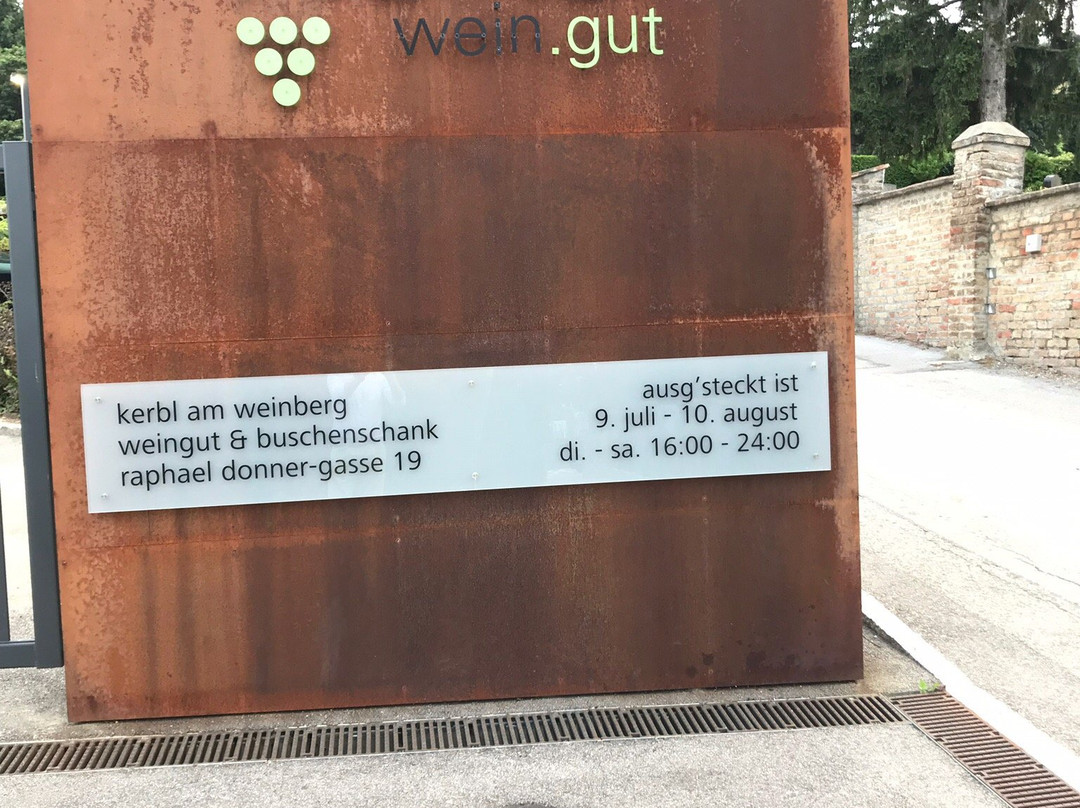 wein.gut
kerbl am weinberg
weingut & buschenschank
raphael donner-gasse 19
ausg'steckt ist
9. juli - 10. august
di. - sa. 16:00 - 24:00